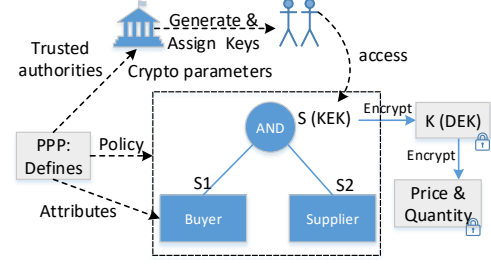 Generate &
Assign Keys
Trusted
authorities
Crypto parameters
access
S (KEK)
Encrypt
K (DEK)
AND
PPP:
Defines
Policy
Encrypt
S1
S2
Price &
Quantity
Attributes
Buyer
Supplier